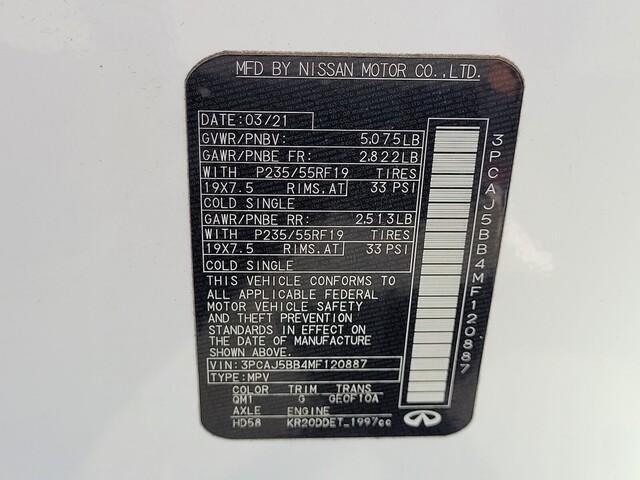 MFD BY NISSAN MOTOR CO.,LTD.
DATE: 03/21
GVWR/PNBV: 5,075LB
GAWR/PNBE FR: 2,822LB
WITH P235/55RF19 TIRES
19X7.5 RIMS.AT 33 PSI
COLD SINGLE
GAWR/PNBE RR: 2,513LB
WITH P235/55RF19 TIRES
19X7.5 RIMS.AT 33 PSI
COLD SINGLE
THIS VEHICLE CONFORMS TO
ALL APPLICABLE FEDERAL
MOTOR VEHICLE SAFETY
AND THEFT PREVENTION
STANDARDS IN EFFECT ON
THE DATE OF MANUFACTURE
SHOWN ABOVE.
VIN: 3PCAJ5BB4MF120887
TYPE: MPV
COLOR TRIM TRANS
QM1 G GE0F10A
AXLE ENGINE
HD58 KR20DDET_1997cc
3PCAJ5BB4MF120887